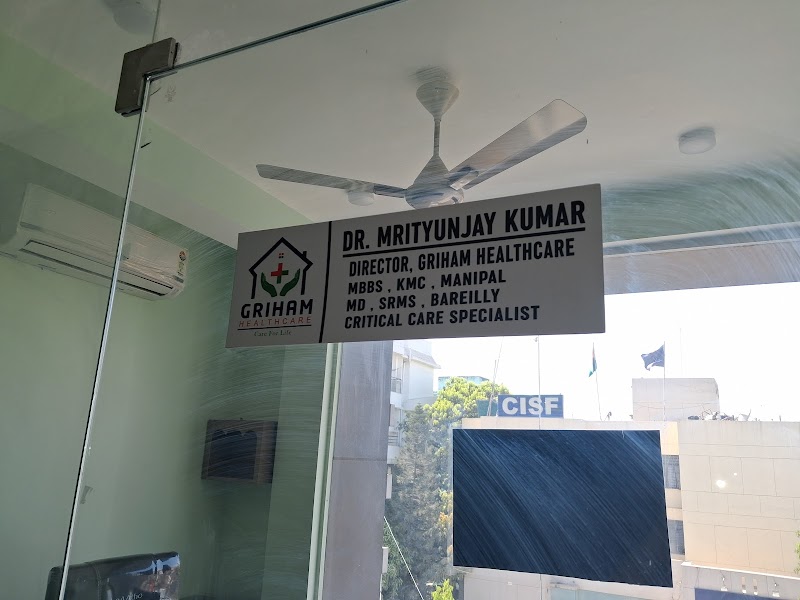 GRIHAM
HEALTHCARE
Care For Life
DR. MRITYUNJAY KUMAR
DIRECTOR, GRIHAM HEALTHCARE
MBBS , KMC , MANIPAL
MD , SRMS , BAREILLY
CRITICAL CARE SPECIALIST
CISF